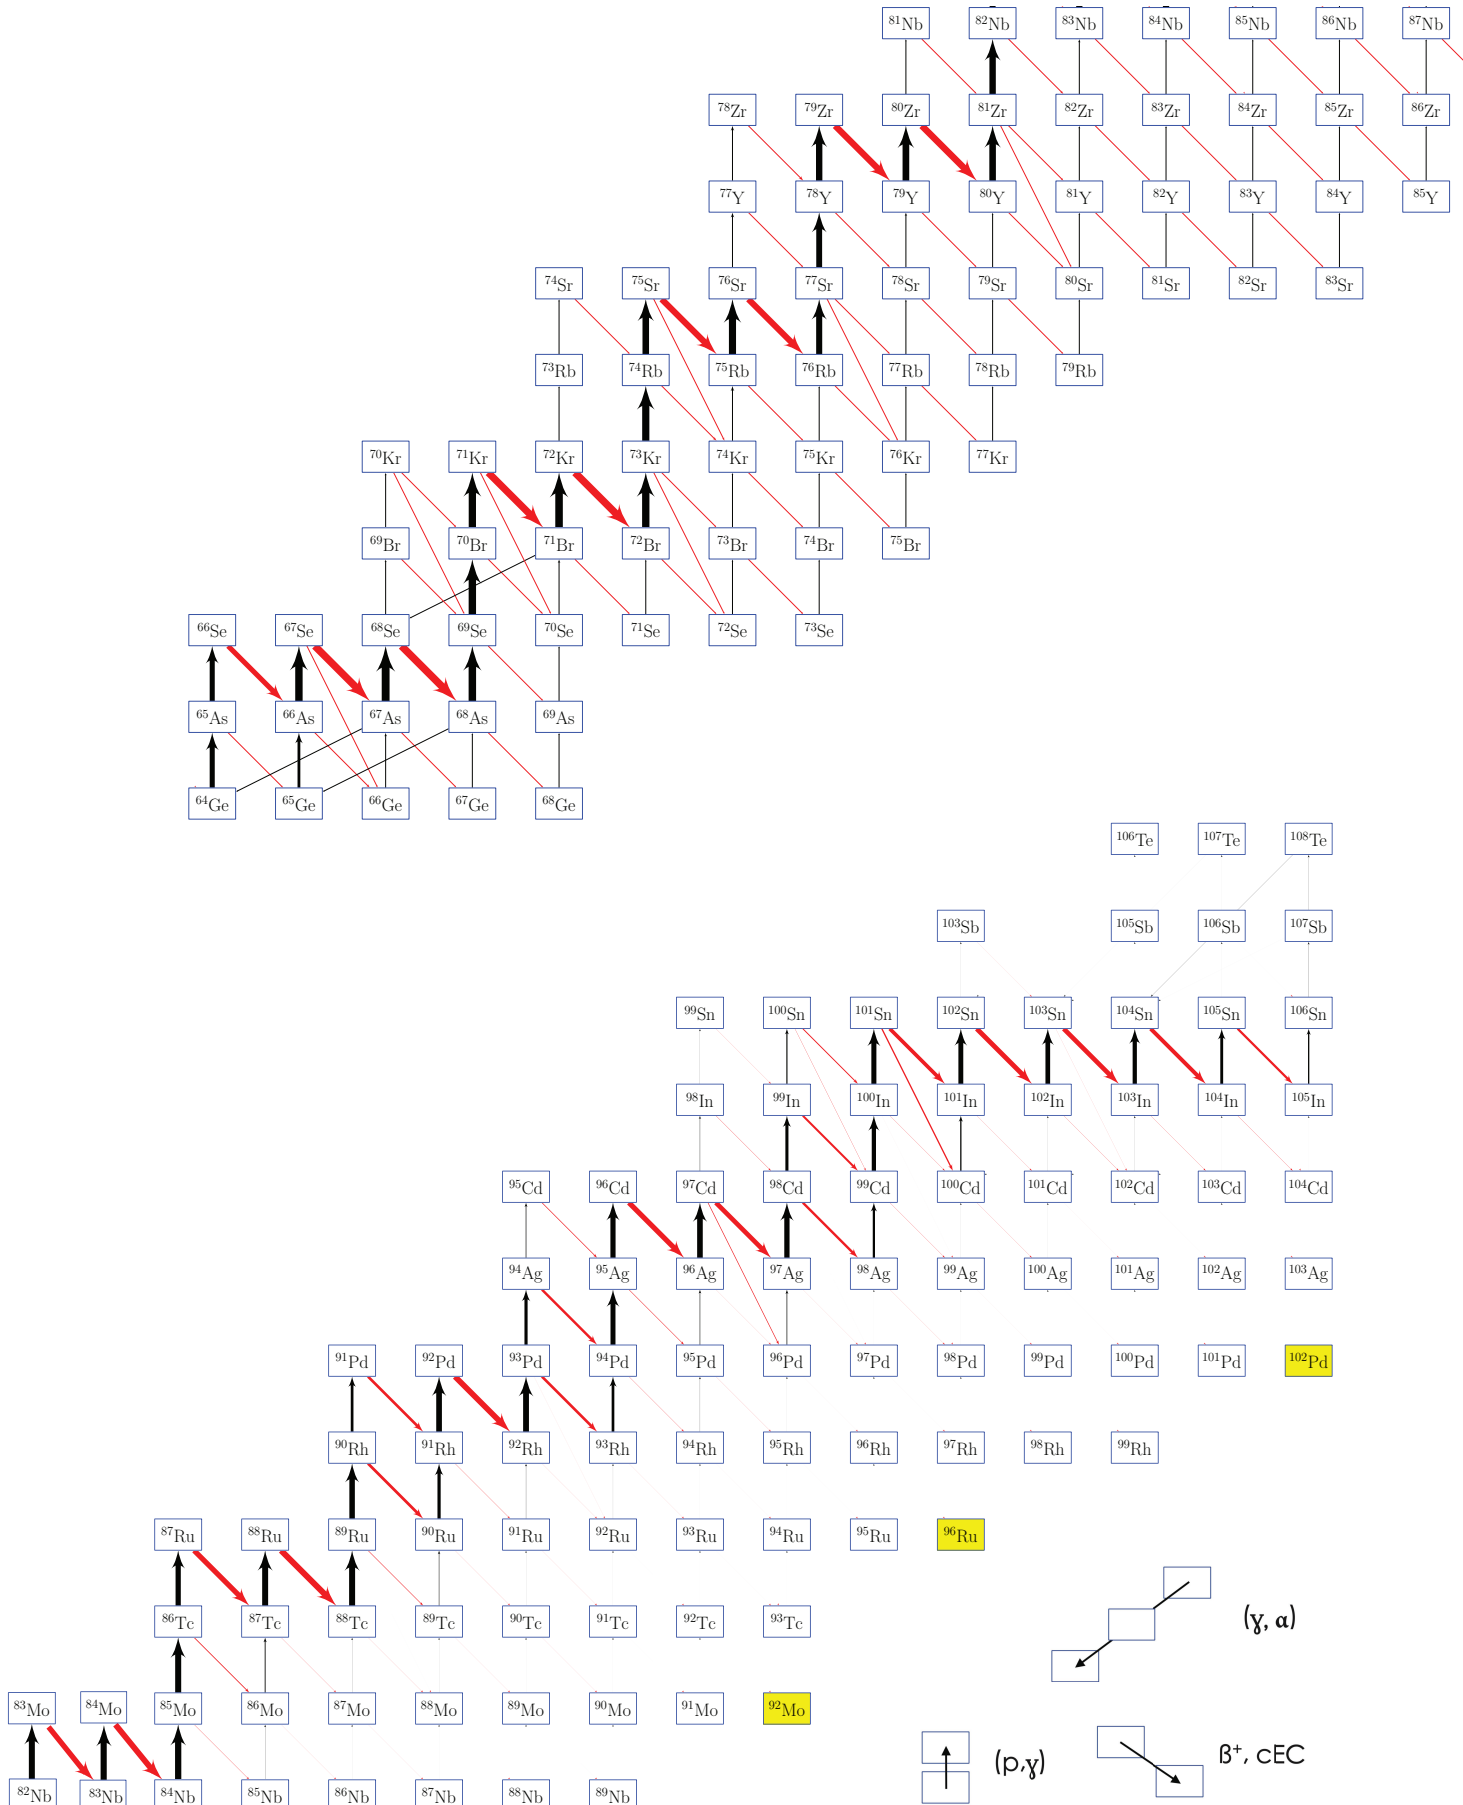 ⁸¹Nb ⁸²Nb ⁸³Nb ⁸⁴Nb ⁸⁵Nb ⁸⁶Nb ⁸⁷Nb
⁷⁸Zr ⁷⁹Zr ⁸⁰Zr ⁸¹Zr ⁸²Zr ⁸³Zr ⁸⁴Zr ⁸⁵Zr ⁸⁶Zr
⁷⁷Y ⁷⁸Y ⁷⁹Y ⁸⁰Y ⁸¹Y ⁸²Y ⁸³Y ⁸⁴Y ⁸⁵Y
⁷⁴Sr ⁷⁵Sr ⁷⁶Sr ⁷⁷Sr ⁷⁸Sr ⁷⁹Sr ⁸⁰Sr ⁸¹Sr ⁸²Sr ⁸³Sr
⁷³Rb ⁷⁴Rb ⁷⁵Rb ⁷⁶Rb ⁷⁷Rb ⁷⁸Rb ⁷⁹Rb
⁷⁰Kr ⁷¹Kr ⁷²Kr ⁷³Kr ⁷⁴Kr ⁷⁵Kr ⁷⁶Kr ⁷⁷Kr
⁶⁹Br ⁷⁰Br ⁷¹Br ⁷²Br ⁷³Br ⁷⁴Br ⁷⁵Br
⁶⁶Se ⁶⁷Se ⁶⁸Se ⁶⁹Se ⁷⁰Se ⁷¹Se ⁷²Se ⁷³Se
⁶⁵As ⁶⁶As ⁶⁷As ⁶⁸As ⁶⁹As
⁶⁴Ge ⁶⁵Ge ⁶⁶Ge ⁶⁷Ge ⁶⁸Ge
¹⁰⁶Te ¹⁰⁷Te ¹⁰⁸Te
¹⁰³Sb ¹⁰⁵Sb ¹⁰⁶Sb ¹⁰⁷Sb
⁹⁹Sn ¹⁰⁰Sn ¹⁰¹Sn ¹⁰²Sn ¹⁰³Sn ¹⁰⁴Sn ¹⁰⁵Sn ¹⁰⁶Sn
⁹⁸In ⁹⁹In ¹⁰⁰In ¹⁰¹In ¹⁰²In ¹⁰³In ¹⁰⁴In ¹⁰⁵In
⁹⁵Cd ⁹⁶Cd ⁹⁷Cd ⁹⁸Cd ⁹⁹Cd ¹⁰⁰Cd ¹⁰¹Cd ¹⁰²Cd ¹⁰³Cd ¹⁰⁴Cd
⁹⁴Ag ⁹⁵Ag ⁹⁶Ag ⁹⁷Ag ⁹⁸Ag ⁹⁹Ag ¹⁰⁰Ag ¹⁰¹Ag ¹⁰²Ag ¹⁰³Ag
⁹¹Pd ⁹²Pd ⁹³Pd ⁹⁴Pd ⁹⁵Pd ⁹⁶Pd ⁹⁷Pd ⁹⁸Pd ⁹⁹Pd ¹⁰⁰Pd ¹⁰¹Pd ¹⁰²Pd
⁹⁰Rh ⁹¹Rh ⁹²Rh ⁹³Rh ⁹⁴Rh ⁹⁵Rh ⁹⁶Rh ⁹⁷Rh ⁹⁸Rh ⁹⁹Rh
⁸⁷Ru ⁸⁸Ru ⁸⁹Ru ⁹⁰Ru ⁹¹Ru ⁹²Ru ⁹³Ru ⁹⁴Ru ⁹⁵Ru ⁹⁶Ru
⁸⁶Tc ⁸⁷Tc ⁸⁸Tc ⁸⁹Tc ⁹⁰Tc ⁹¹Tc ⁹²Tc ⁹³Tc
(γ, α)
⁸³Mo ⁸⁴Mo ⁸⁵Mo ⁸⁶Mo ⁸⁷Mo ⁸⁸Mo ⁸⁹Mo ⁹⁰Mo ⁹¹Mo ⁹²Mo
(p,γ) β⁺, cEC
⁸²Nb ⁸³Nb ⁸⁴Nb ⁸⁵Nb ⁸⁶Nb ⁸⁷Nb ⁸⁸Nb ⁸⁹Nb